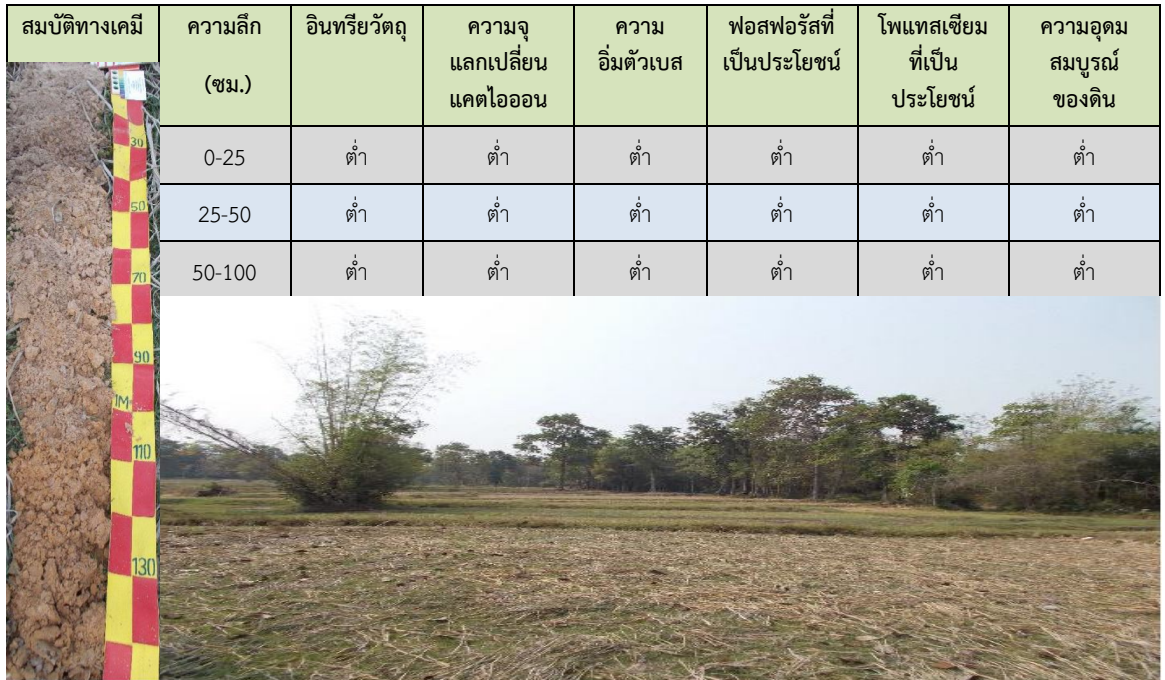 สมบัติทางเคมี ความลึก (ซม.) อินทรียวัตถุ ความจุแลกเปลี่ยนแคตไอออน ความอิ่มตัวเบส ฟอสฟอรัสที่เป็นประโยชน์ โพแทสเซียมที่เป็นประโยชน์ ความอุดมสมบูรณ์ของดิน
0-25 ต่ำ ต่ำ ต่ำ ต่ำ ต่ำ ต่ำ
25-50 ต่ำ ต่ำ ต่ำ ต่ำ ต่ำ ต่ำ
50-100 ต่ำ ต่ำ ต่ำ ต่ำ ต่ำ ต่ำ
30
50
70
90
1M
110
130